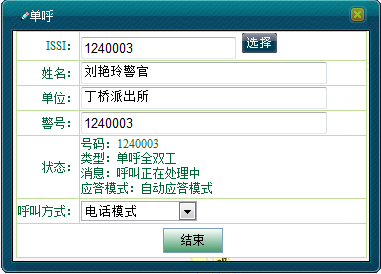 单呼
ISSI: 1240003 选择
姓名: 刘艳玲警官
单位: 丁桥派出所
警号: 1240003
状态: 号码: 1240003
类型: 单呼全双工
消息: 呼叫正在处理中
应答模式: 自动应答模式
呼叫方式: 电话模式
结束